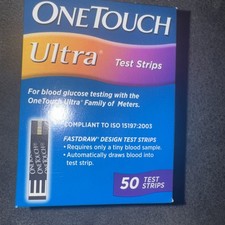 ONETOUCH
Ultra®
Test Strips
For blood glucose testing with the
OneTouch Ultra® Family of Meters.
COMPLIANT TO ISO 15197:2003
FASTDRAW® DESIGN TEST STRIPS
• Requires only a tiny blood sample.
• Automatically draws blood into
test strip.
ONETOUCH
ONETOUCH
50 TEST
STRIPS